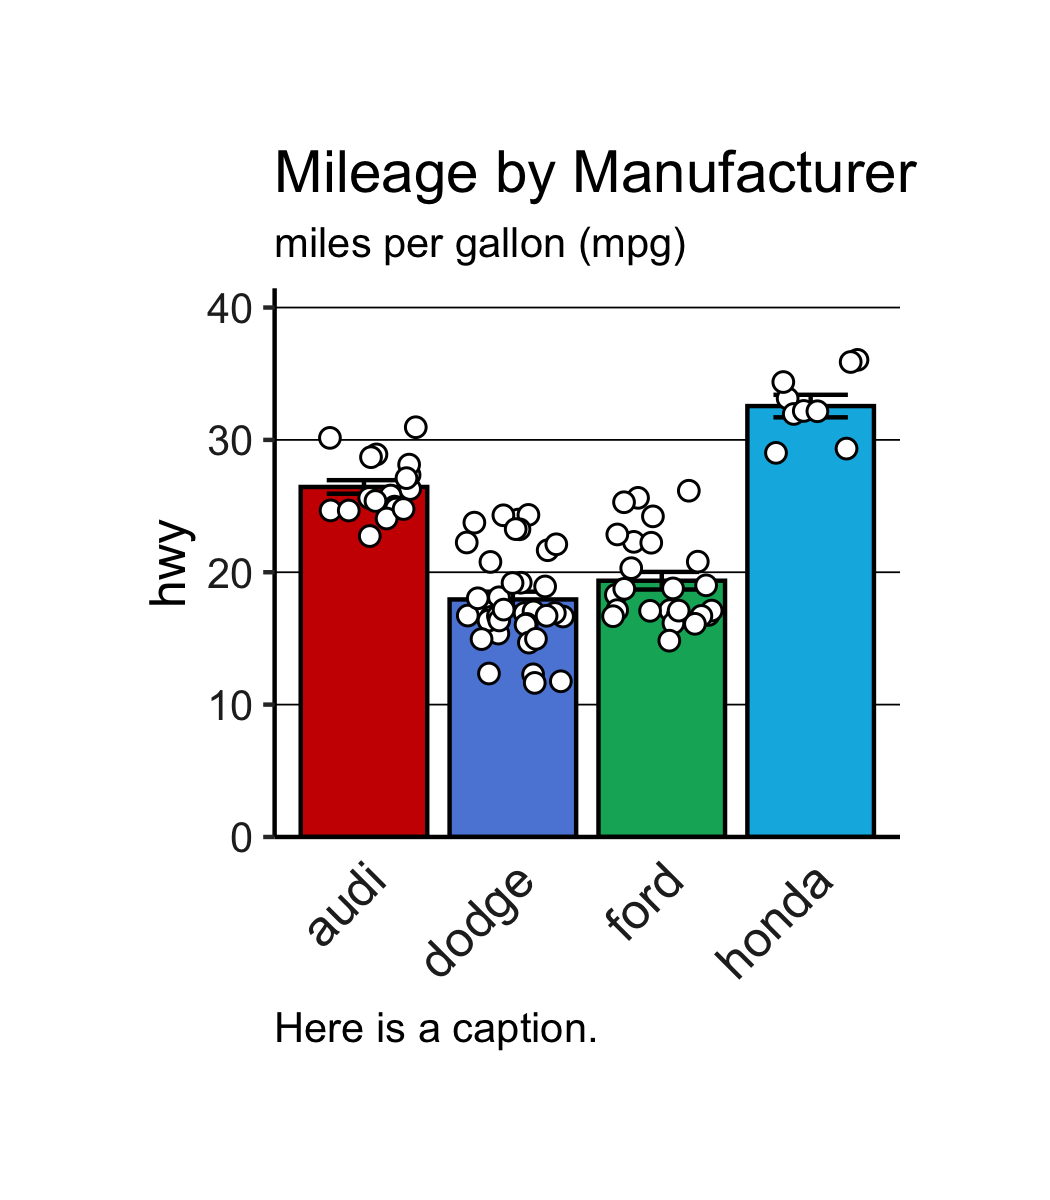 Mileage by Manufacturer
miles per gallon (mpg)
40
30
20
10
0
hwy
audi
dodge
ford
honda
Here is a caption.